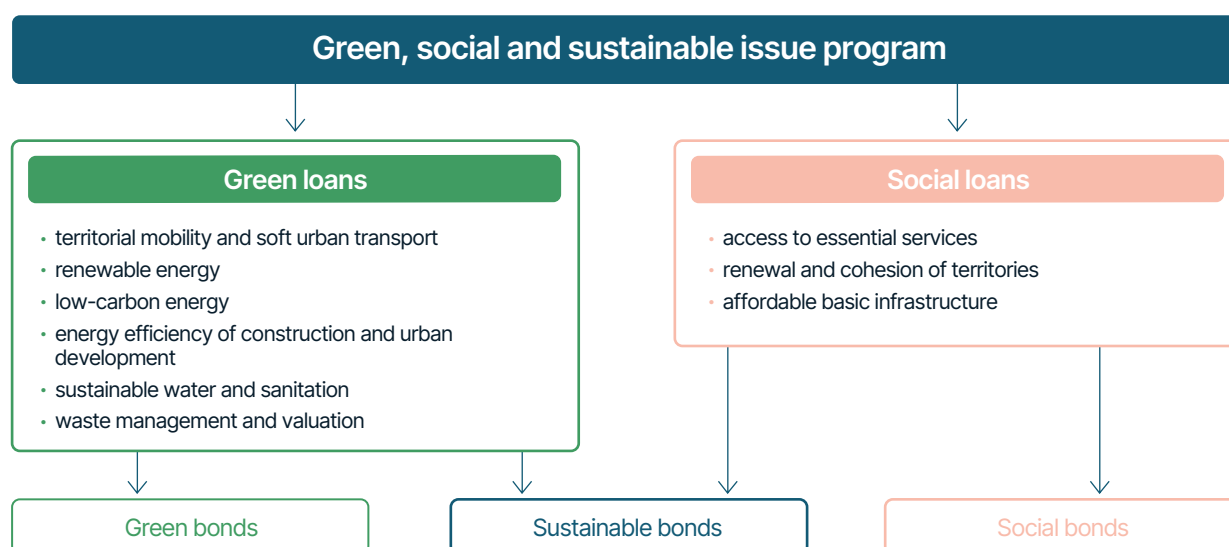 Green, social and sustainable issue program
Green loans
• territorial mobility and soft urban transport
• renewable energy
• low-carbon energy
• energy efficiency of construction and urban
development
• sustainable water and sanitation
• waste management and valuation
Social loans
• access to essential services
• renewal and cohesion of territories
• affordable basic infrastructure
Green bonds
Sustainable bonds
Social bonds